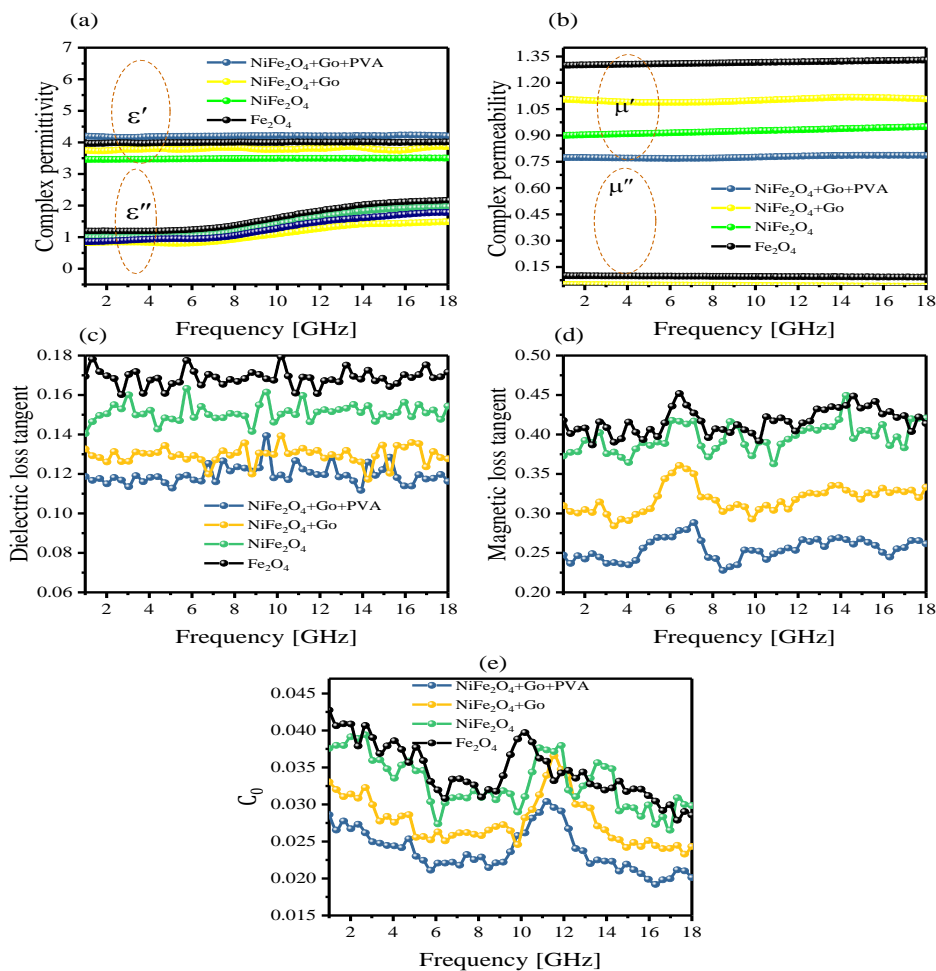 (a)
Complex permittivity
7
6
5
4
3
2
1
0
ε′
ε″
NiFe₂O₄+Go+PVA
NiFe₂O₄+Go
NiFe₂O₄
Fe₂O₄
2 4 6 8 10 12 14 16 18
Frequency [GHz]
(b)
Complex permeability
1.35
1.20
1.05
0.90
0.75
0.60
0.45
0.30
0.15
μ′
μ″
NiFe₂O₄+Go+PVA
NiFe₂O₄+Go
NiFe₂O₄
Fe₂O₄
2 4 6 8 10 12 14 16 18
Frequency [GHz]
(c)
Dielectric loss tangent
0.18
0.16
0.14
0.12
0.10
0.08
0.06
NiFe₂O₄+Go+PVA
NiFe₂O₄+Go
NiFe₂O₄
Fe₂O₄
2 4 6 8 10 12 14 16 18
Frequency [GHz]
(d)
Magnetic loss tangent
0.50
0.45
0.40
0.35
0.30
0.25
0.20
NiFe₂O₄+Go+PVA
NiFe₂O₄+Go
NiFe₂O₄
Fe₂O₄
2 4 6 8 10 12 14 16 18
Frequency [GHz]
(e)
C₀
0.045
0.040
0.035
0.030
0.025
0.020
0.015
NiFe₂O₄+Go+PVA
NiFe₂O₄+Go
NiFe₂O₄
Fe₂O₄
2 4 6 8 10 12 14 16 18
Frequency [GHz]